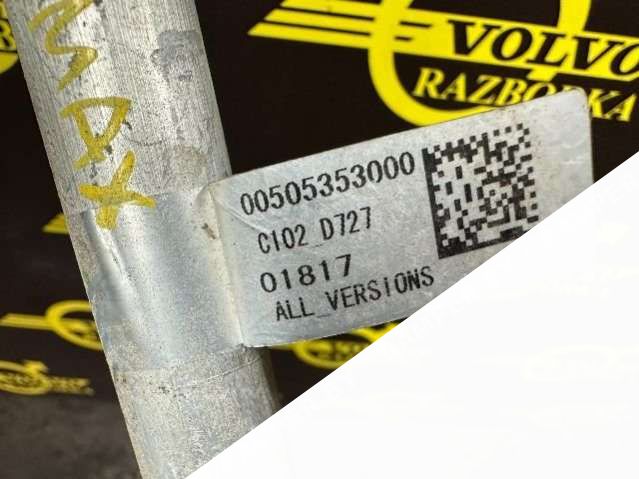 VOLVO
RAZBORKA
00505353000
C102_D727
01817
ALL_VERSIONS